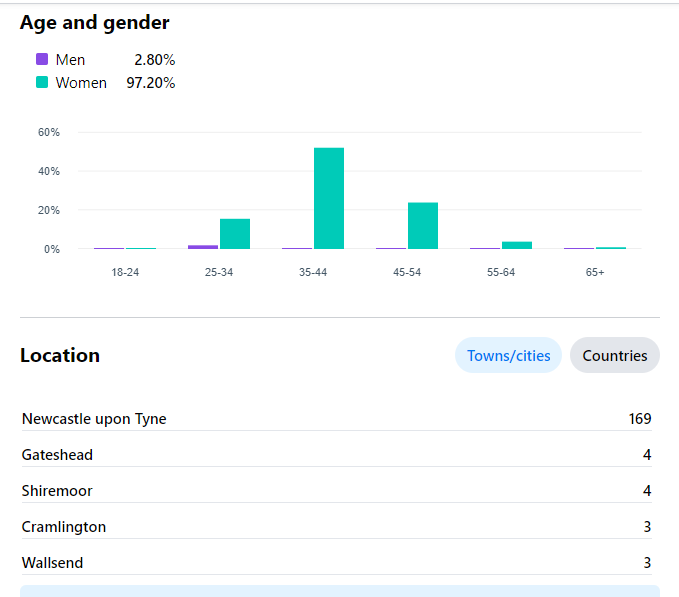 Age and gender
Men 2.80%
Women 97.20%
60%
40%
20%
0%
18-24 25-34 35-44 45-54 55-64 65+
Location Towns/cities Countries
Newcastle upon Tyne 169
Gateshead 4
Shiremoor 4
Cramlington 3
Wallsend 3